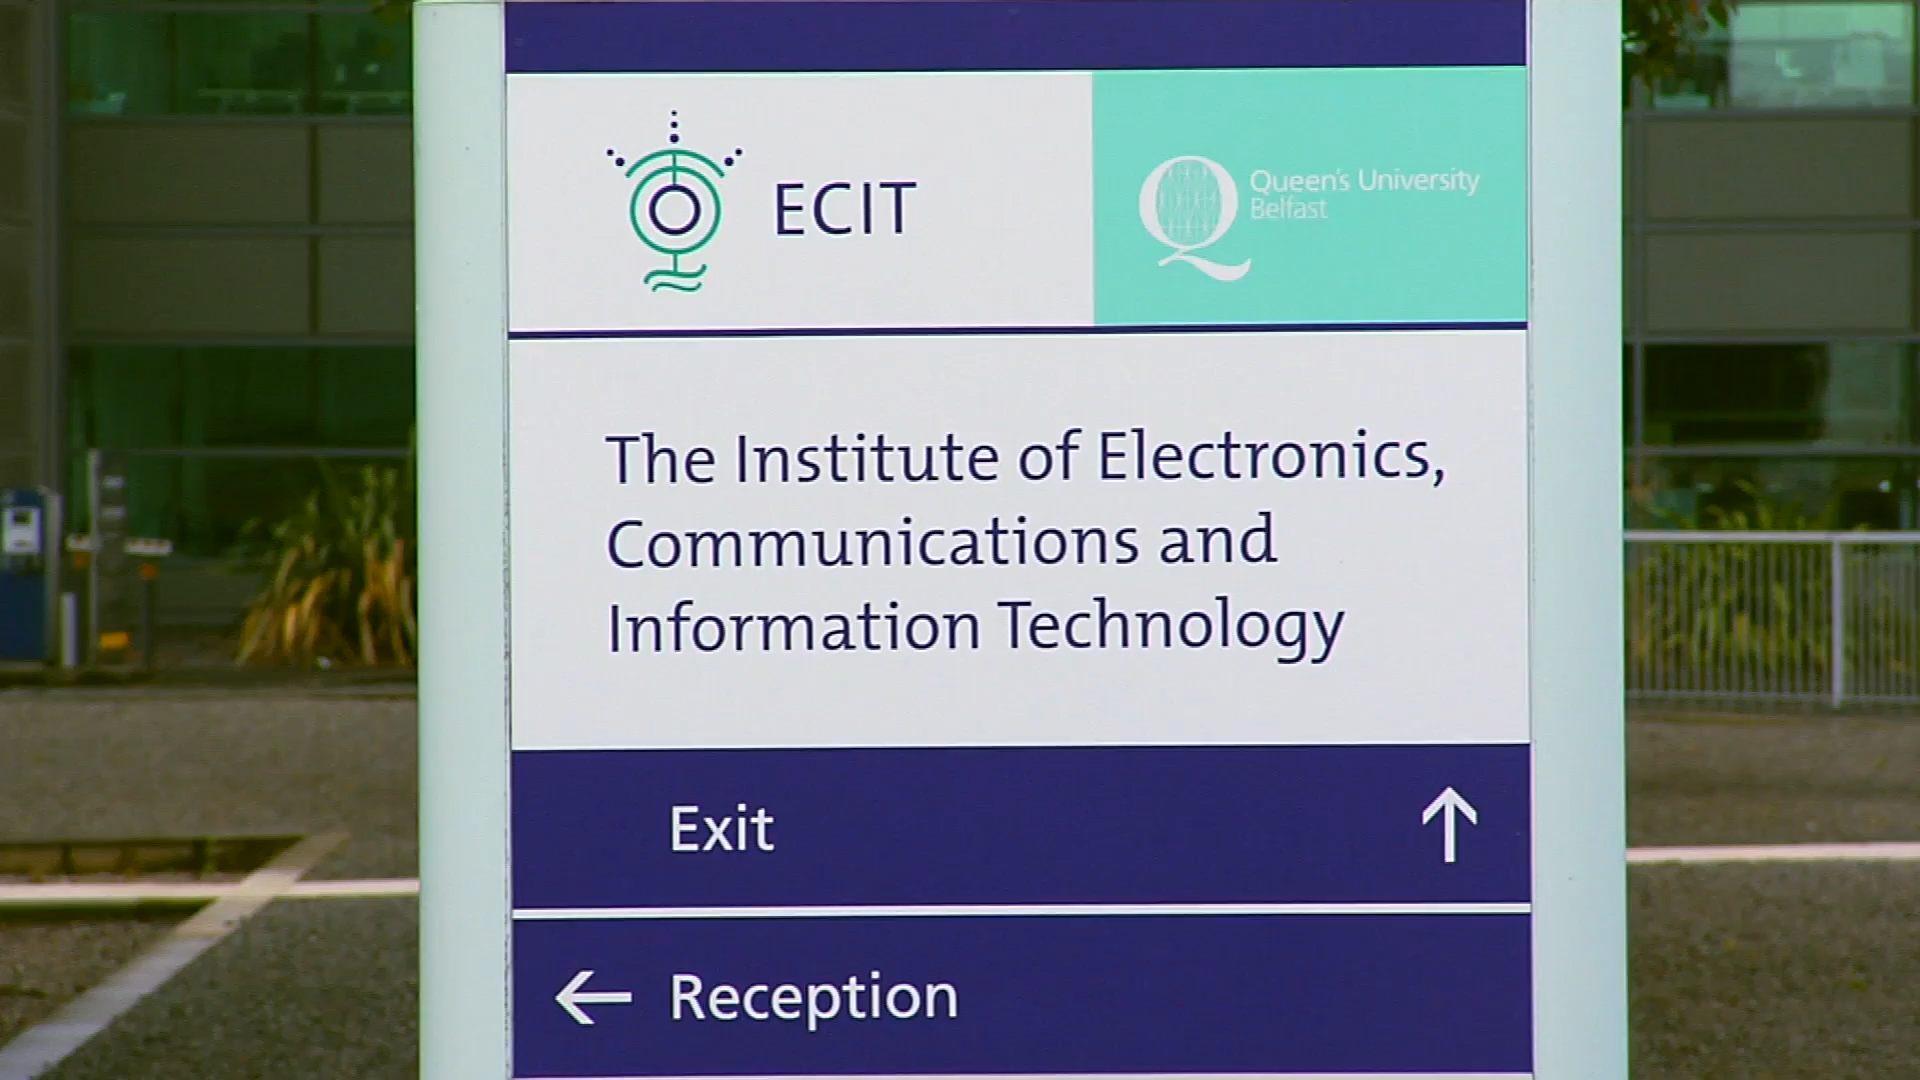 ECIT
Queen's University
Belfast
The Institute of Electronics,
Communications and
Information Technology
Exit
Reception